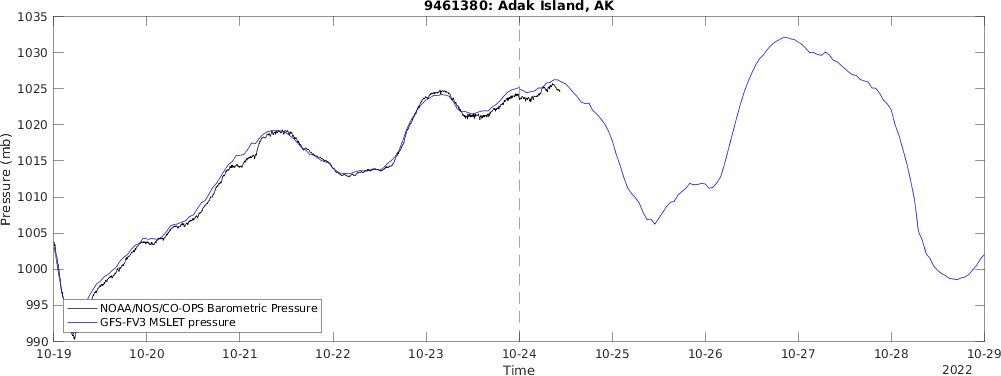 9461380: Adak Island, AK
Pressure (mb)
1035
1030
1025
1020
1015
1010
1005
1000
995
990
NOAA/NOS/CO-OPS Barometric Pressure
GFS-FV3 MSLET pressure
10-19 10-20 10-21 10-22 10-23 10-24 10-25 10-26 10-27 10-28 10-29
Time
2022